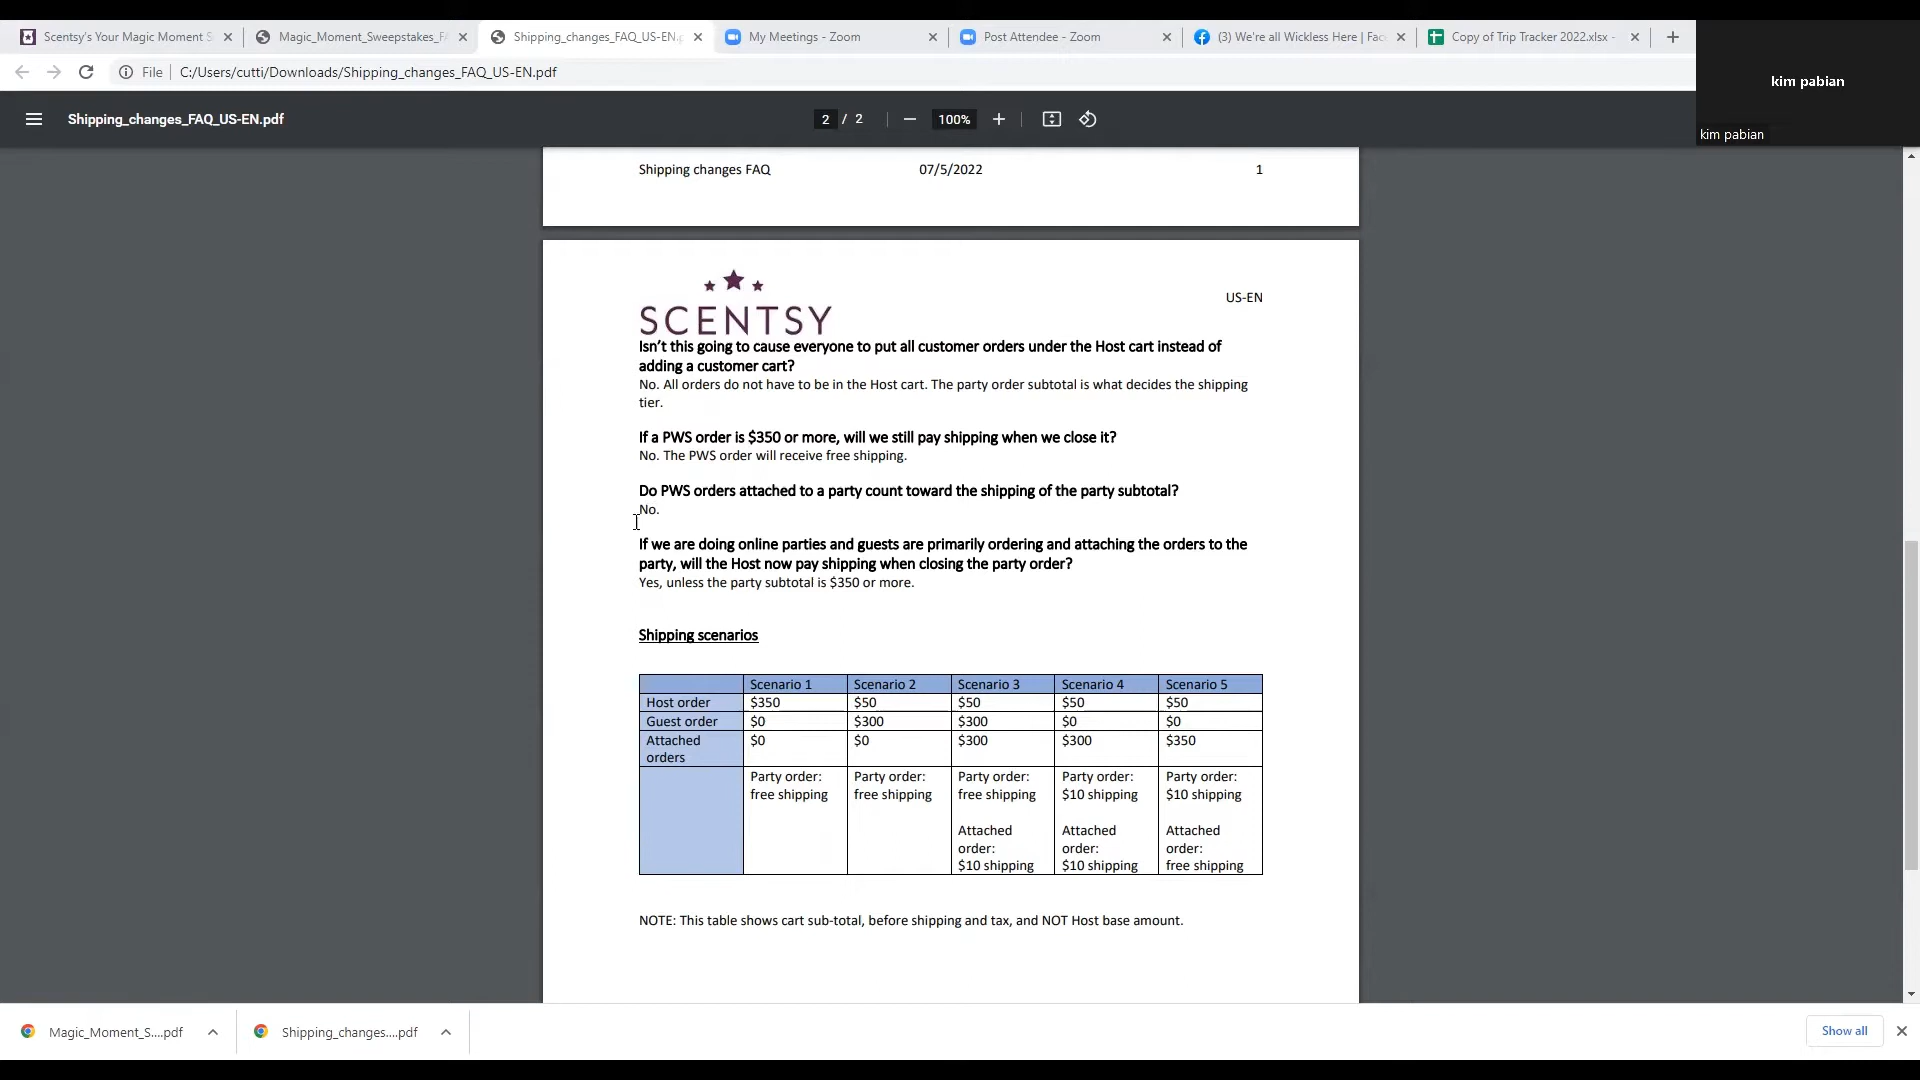 Scentsy's Your Magic Moment S
Magic_Moment_Sweepstakes_FA
Shipping_changes_FAQ_US-EN.p
My Meetings - Zoom
Post Attendee - Zoom
(3) We're all Wickless Here | Fac
Copy of Trip Tracker 2022.xlsx -
File
C:/Users/cutti/Downloads/Shipping_changes_FAQ_US-EN.pdf
kim pabian
kim pabian
Shipping_changes_FAQ_US-EN.pdf
2 / 2
100%
Shipping changes FAQ 07/5/2022 1
SCENTSY
US-EN
Isn't this going to cause everyone to put all customer orders under the Host cart instead of
adding a customer cart?
No. All orders do not have to be in the Host cart. The party order subtotal is what decides the shipping
tier.
If a PWS order is $350 or more, will we still pay shipping when we close it?
No. The PWS order will receive free shipping.
Do PWS orders attached to a party count toward the shipping of the party subtotal?
No.
If we are doing online parties and guests are primarily ordering and attaching the orders to the
party, will the Host now pay shipping when closing the party order?
Yes, unless the party subtotal is $350 or more.
Shipping scenarios
Scenario 1 Scenario 2 Scenario 3 Scenario 4 Scenario 5
Host order $350 $50 $50 $50 $50
Guest order $0 $300 $300 $0 $0
Attached $0 $0 $300 $300 $350
orders
Party order: Party order: Party order: Party order: Party order:
free shipping free shipping free shipping $10 shipping $10 shipping
Attached Attached Attached
order: order: order:
$10 shipping $10 shipping free shipping
NOTE: This table shows cart sub-total, before shipping and tax, and NOT Host base amount.
Magic_Moment_S....pdf
Shipping_changes....pdf
Show all